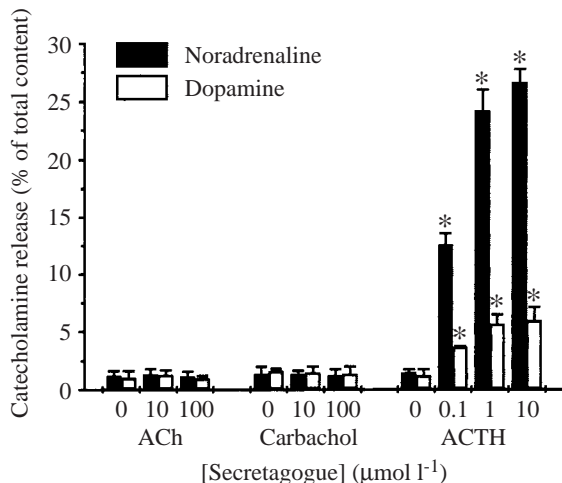 Catecholamine release (% of total content)
30
25
20
15
10
5
0
Noradrenaline
Dopamine
* * *
* * *
0 10 100 0 10 100 0 0.1 1 10
ACh Carbachol ACTH
[Secretagogue] (µmol l⁻¹)